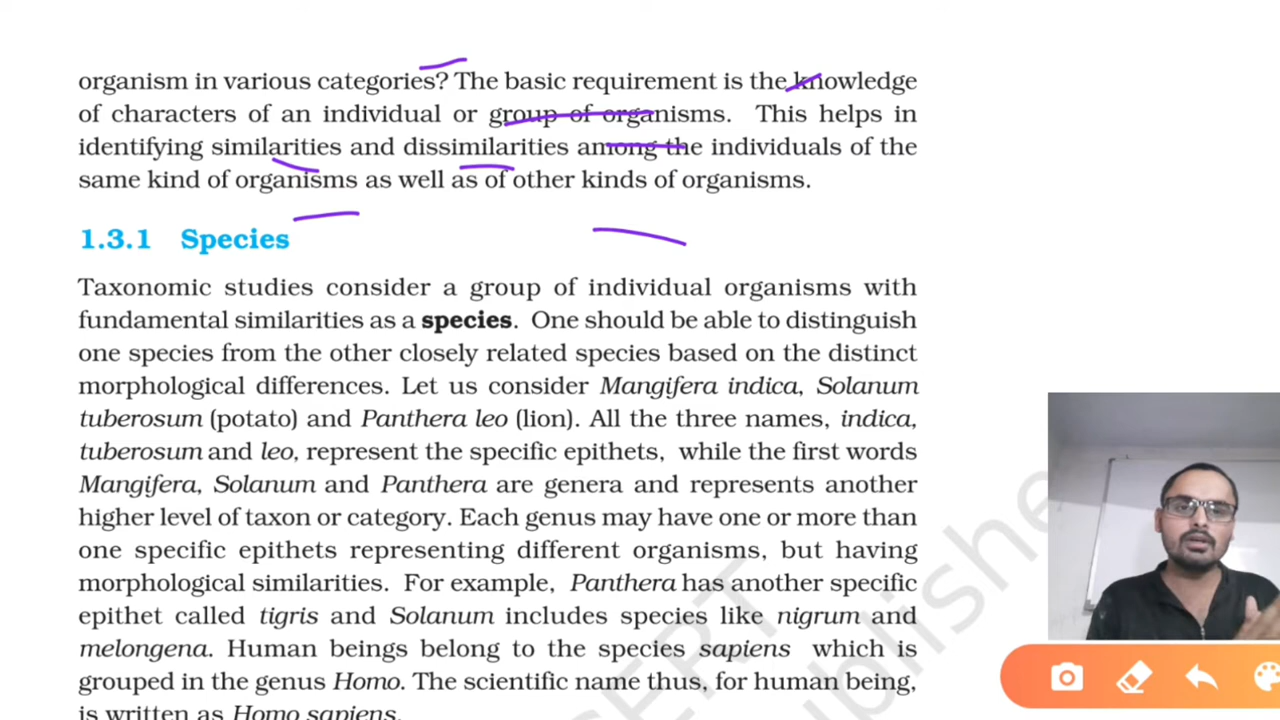 organism in various categories? The basic requirement is the knowledge
of characters of an individual or group of organisms. This helps in
identifying similarities and dissimilarities among the individuals of the
same kind of organisms as well as of other kinds of organisms.
1.3.1 Species
Taxonomic studies consider a group of individual organisms with
fundamental similarities as a species. One should be able to distinguish
one species from the other closely related species based on the distinct
morphological differences. Let us consider Mangifera indica, Solanum
tuberosum (potato) and Panthera leo (lion). All the three names, indica,
tuberosum and leo, represent the specific epithets, while the first words
Mangifera, Solanum and Panthera are genera and represents another
higher level of taxon or category. Each genus may have one or more than
one specific epithets representing different organisms, but having
morphological similarities. For example, Panthera has another specific
epithet called tigris and Solanum includes species like nigrum and
melongena. Human beings belong to the species sapiens which is
grouped in the genus Homo. The scientific name thus, for human being,
is written as Homo sapiens.